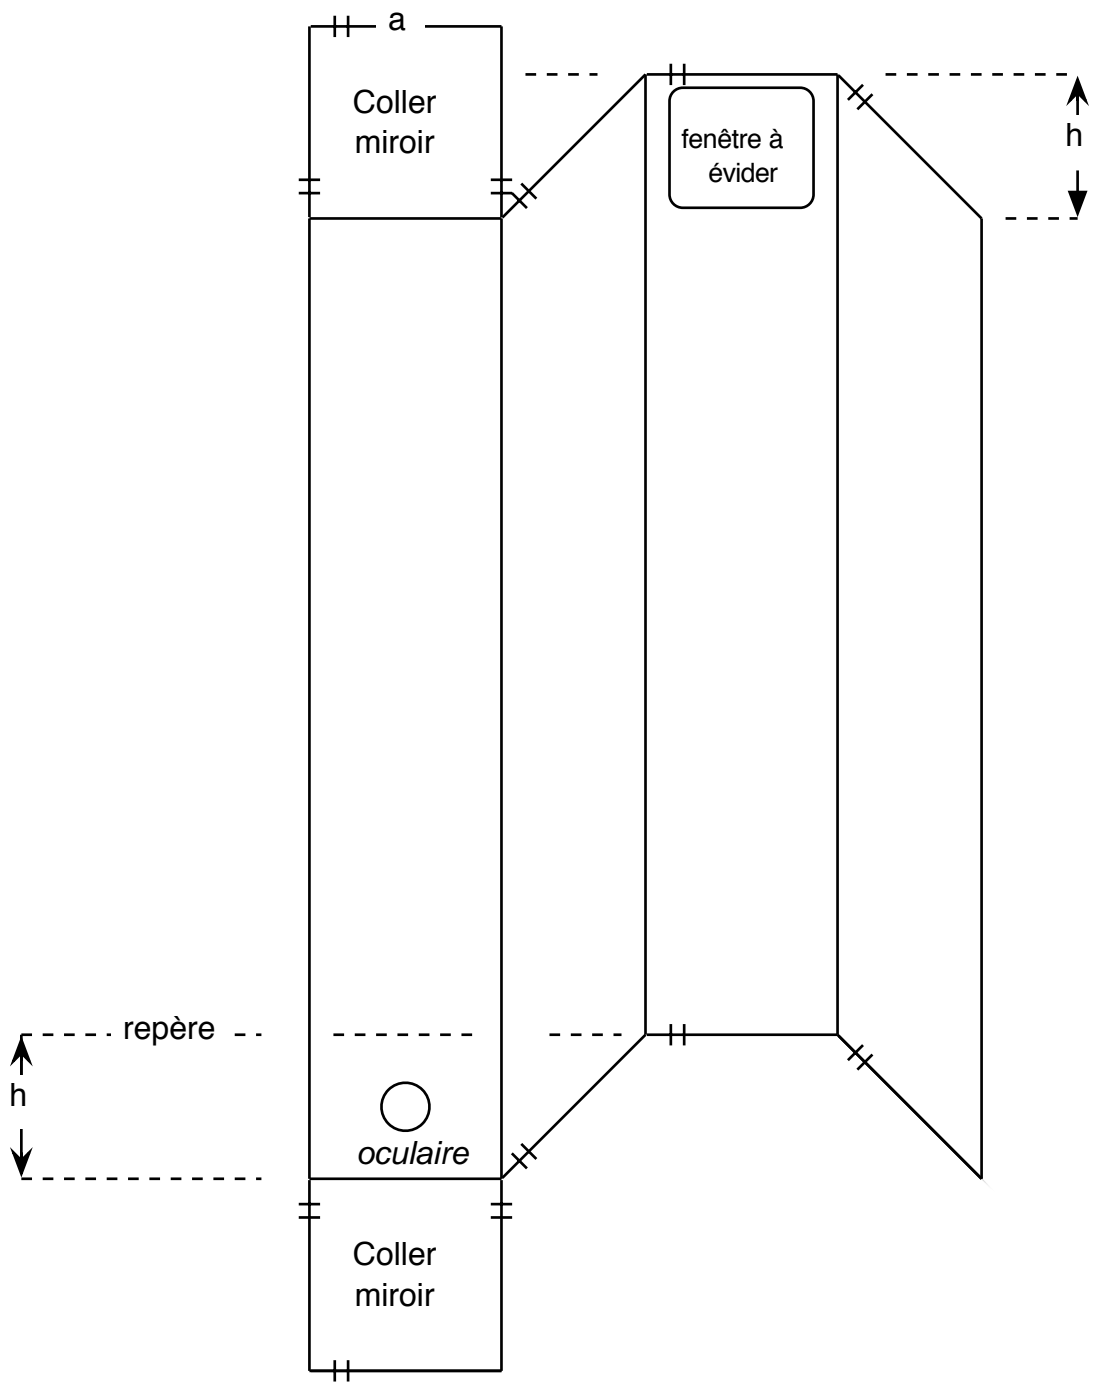 a
Coller
miroir
fenêtre à
évider
h
repère
h
oculaire
Coller
miroir